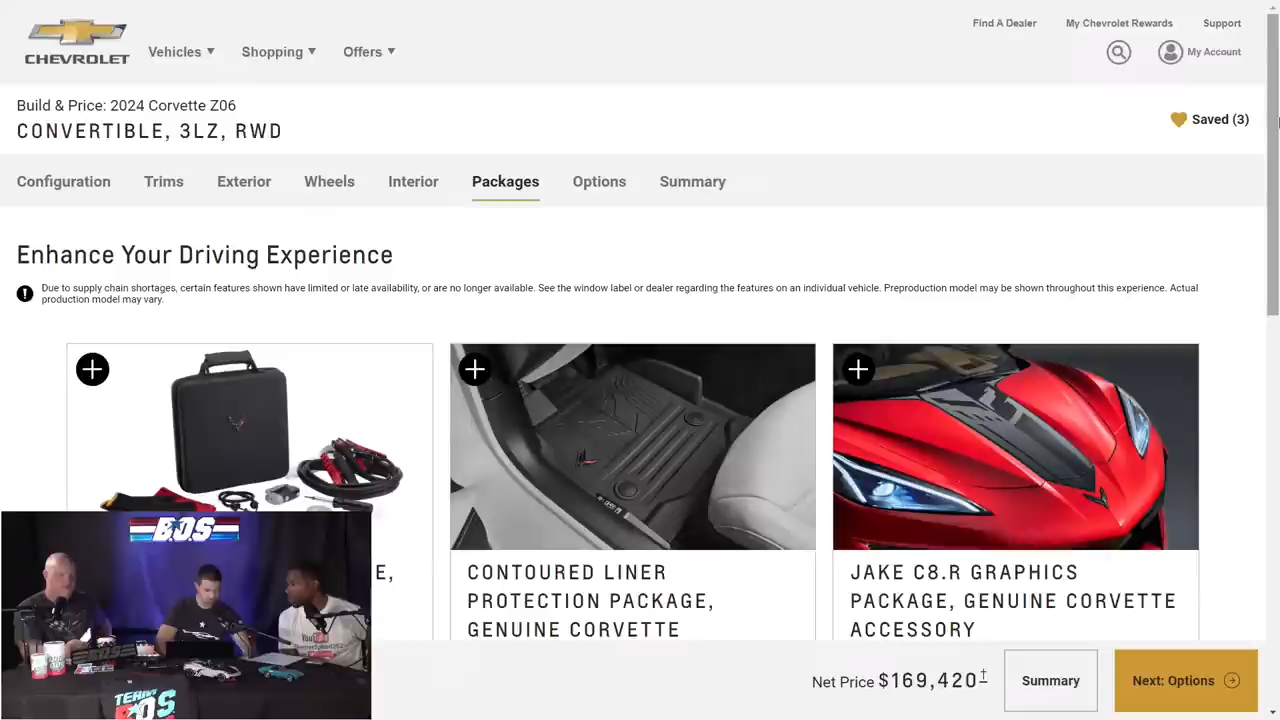 Find A Dealer My Chevrolet Rewards Support
CHEVROLET
Vehicles Shopping Offers My Account
Build & Price: 2024 Corvette Z06
CONVERTIBLE, 3LZ, RWD
Saved (3)
Configuration Trims Exterior Wheels Interior Packages Options Summary
Enhance Your Driving Experience
Due to supply chain shortages, certain features shown have limited or late availability, or are no longer available. See the window label or dealer regarding the features on an individual vehicle. Preproduction model may be shown throughout this experience. Actual
production model may vary.
B.O.S
E,
CONTOURED LINER
PROTECTION PACKAGE,
GENUINE CORVETTE
JAKE C8.R GRAPHICS
PACKAGE, GENUINE CORVETTE
ACCESSORY
TEAM
B.O.S
Net Price $169,420†
Summary
Next: Options